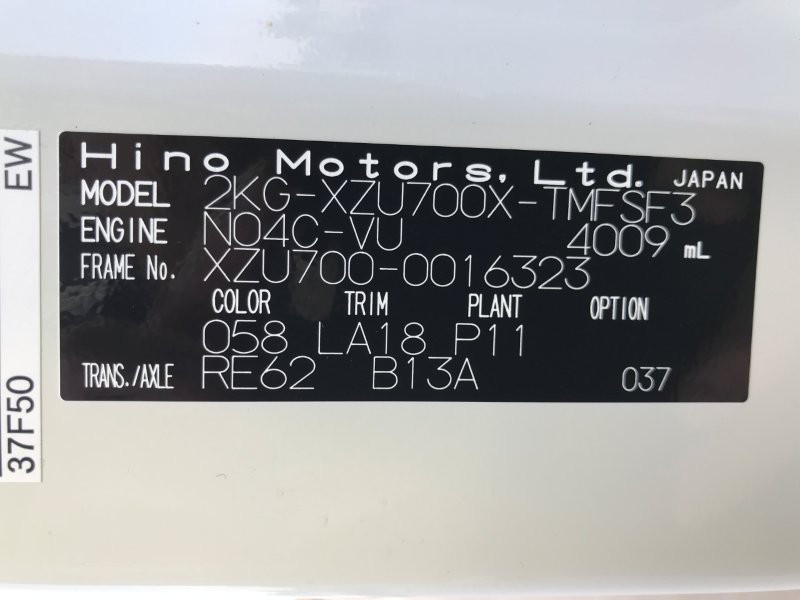 Hino Motors, Ltd. JAPAN
MODEL 2KG-XZU700X-TMFSF3
ENGINE N04C-VU 4009 mL
FRAME No. XZU700-0016323
COLOR TRIM PLANT OPTION
058 LA18 P11
TRANS./AXLE RE62 B13A 037
37F50 EW